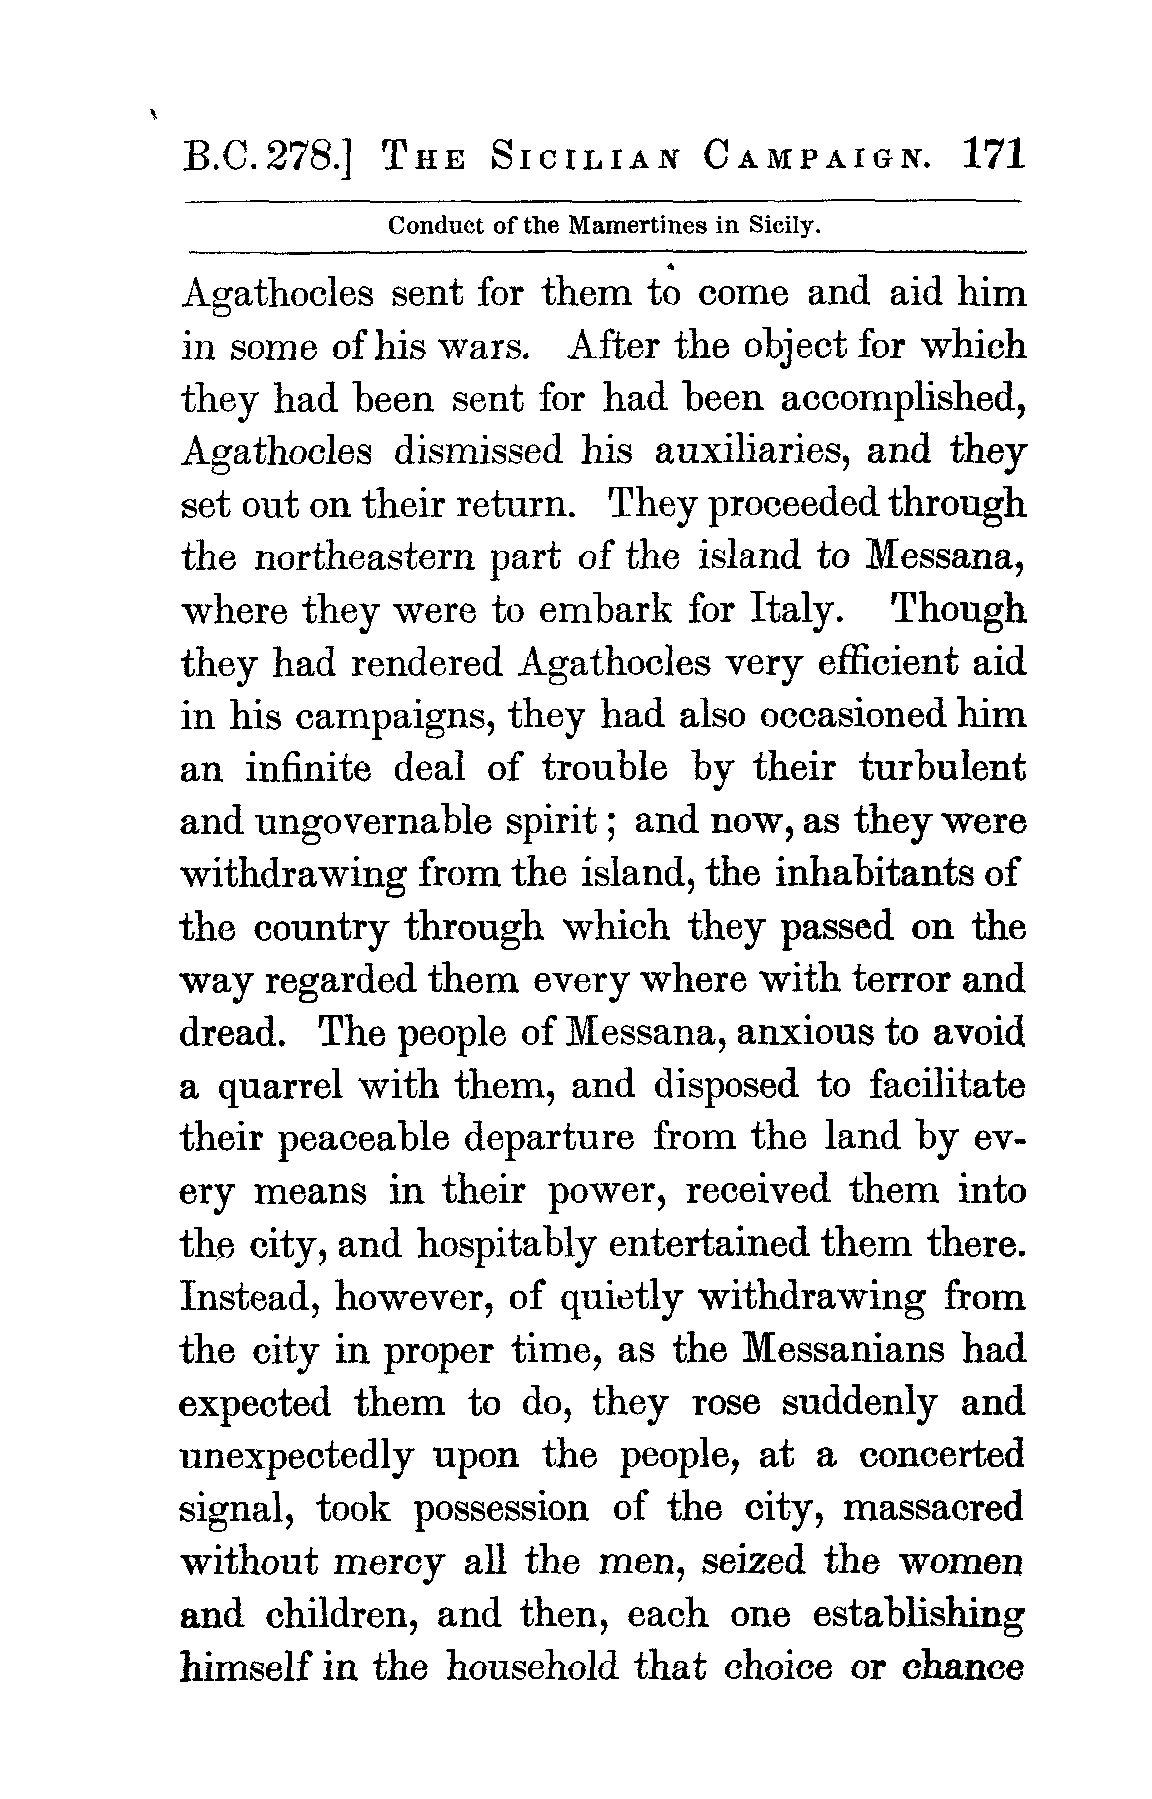 B.C. 278.] THE SICILIAN CAMPAIGN. 171
Conduct of the Mamertines in Sicily.
Agathocles sent for them to come and aid him
in some of his wars. After the object for which
they had been sent for had been accomplished,
Agathocles dismissed his auxiliaries, and they
set out on their return. They proceeded through
the northeastern part of the island to Messana,
where they were to embark for Italy. Though
they had rendered Agathocles very efficient aid
in his campaigns, they had also occasioned him
an infinite deal of trouble by their turbulent
and ungovernable spirit; and now, as they were
withdrawing from the island, the inhabitants of
the country through which they passed on the
way regarded them every where with terror and
dread. The people of Messana, anxious to avoid
a quarrel with them, and disposed to facilitate
their peaceable departure from the land by ev-
ery means in their power, received them into
the city, and hospitably entertained them there.
Instead, however, of quietly withdrawing from
the city in proper time, as the Messanians had
expected them to do, they rose suddenly and
unexpectedly upon the people, at a concerted
signal, took possession of the city, massacred
without mercy all the men, seized the women
and children, and then, each one establishing
himself in the household that choice or chance